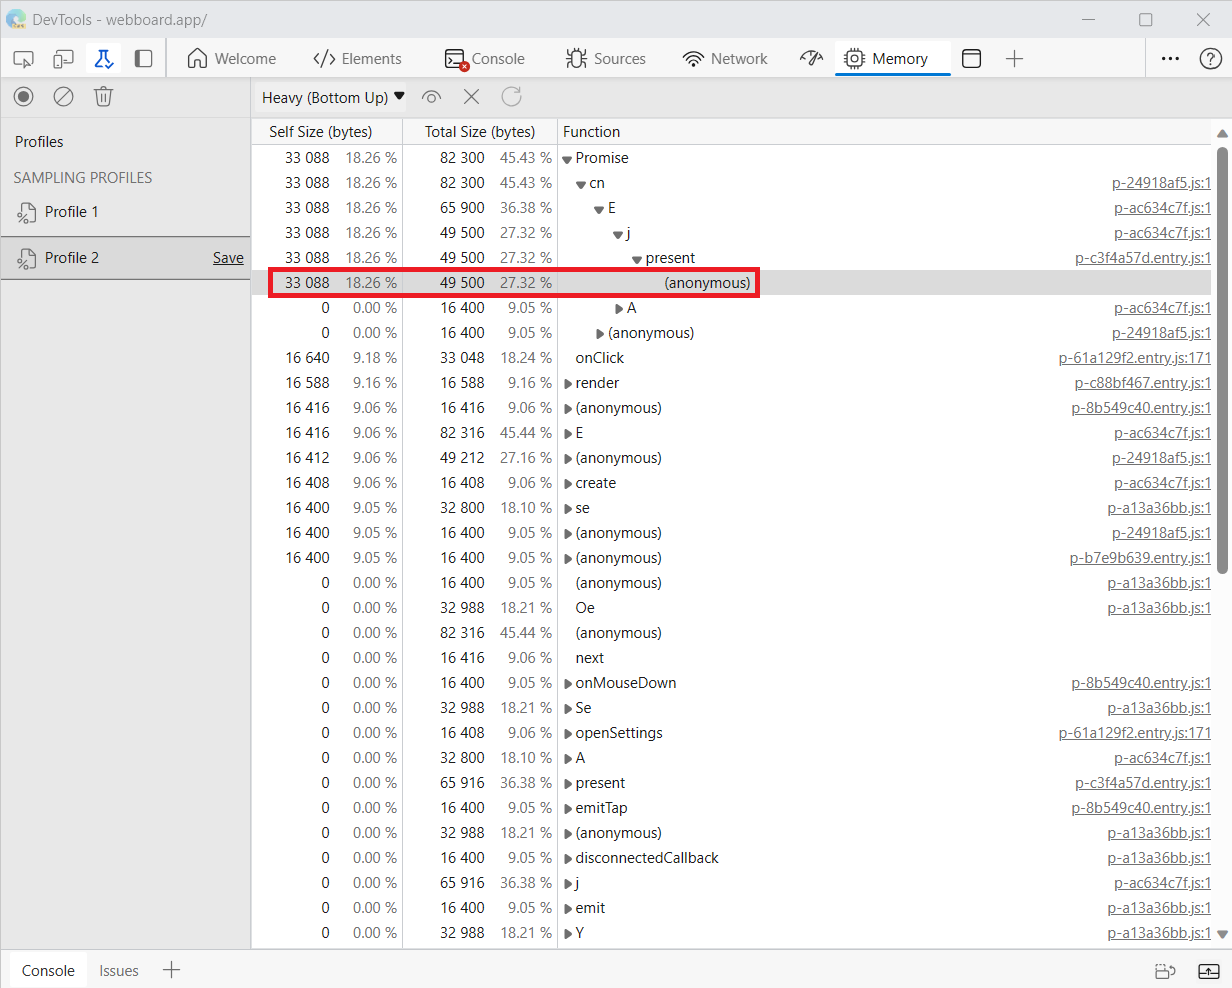 DevTools - webboard.app/
Welcome Elements Console Sources Network Memory
Heavy (Bottom Up)
Profiles
SAMPLING PROFILES
Profile 1
Profile 2 Save
Self Size (bytes) Total Size (bytes) Function
33 088 18.26 % 82 300 45.43 % Promise
33 088 18.26 % 82 300 45.43 % cn p-24918af5.js:1
33 088 18.26 % 65 900 36.38 % E p-ac634c7f.js:1
33 088 18.26 % 49 500 27.32 % j p-ac634c7f.js:1
33 088 18.26 % 49 500 27.32 % present p-c3f4a57d.entry.js:1
33 088 18.26 % 49 500 27.32 % (anonymous)
0 0.00 % 16 400 9.05 % A p-ac634c7f.js:1
0 0.00 % 16 400 9.05 % (anonymous) p-24918af5.js:1
16 640 9.18 % 33 048 18.24 % onClick p-61a129f2.entry.js:171
16 588 9.16 % 16 588 9.16 % render p-c88bf467.entry.js:1
16 416 9.06 % 16 416 9.06 % (anonymous) p-8b549c40.entry.js:1
16 416 9.06 % 82 316 45.44 % E p-ac634c7f.js:1
16 412 9.06 % 49 212 27.16 % (anonymous) p-24918af5.js:1
16 408 9.06 % 16 408 9.06 % create p-ac634c7f.js:1
16 400 9.05 % 32 800 18.10 % se p-a13a36bb.js:1
16 400 9.05 % 16 400 9.05 % (anonymous) p-24918af5.js:1
16 400 9.05 % 16 400 9.05 % (anonymous) p-b7e9b639.entry.js:1
0 0.00 % 16 400 9.05 % (anonymous) p-a13a36bb.js:1
0 0.00 % 32 988 18.21 % Oe p-a13a36bb.js:1
0 0.00 % 82 316 45.44 % (anonymous)
0 0.00 % 16 416 9.06 % next
0 0.00 % 16 400 9.05 % onMouseDown p-8b549c40.entry.js:1
0 0.00 % 32 988 18.21 % Se p-a13a36bb.js:1
0 0.00 % 16 408 9.06 % openSettings p-61a129f2.entry.js:171
0 0.00 % 32 800 18.10 % A p-ac634c7f.js:1
0 0.00 % 65 916 36.38 % present p-c3f4a57d.entry.js:1
0 0.00 % 16 400 9.05 % emitTap p-8b549c40.entry.js:1
0 0.00 % 32 988 18.21 % (anonymous) p-a13a36bb.js:1
0 0.00 % 16 400 9.05 % disconnectedCallback p-a13a36bb.js:1
0 0.00 % 65 916 36.38 % j p-ac634c7f.js:1
0 0.00 % 16 400 9.05 % emit p-a13a36bb.js:1
0 0.00 % 32 988 18.21 % Y p-a13a36bb.js:1
Console Issues